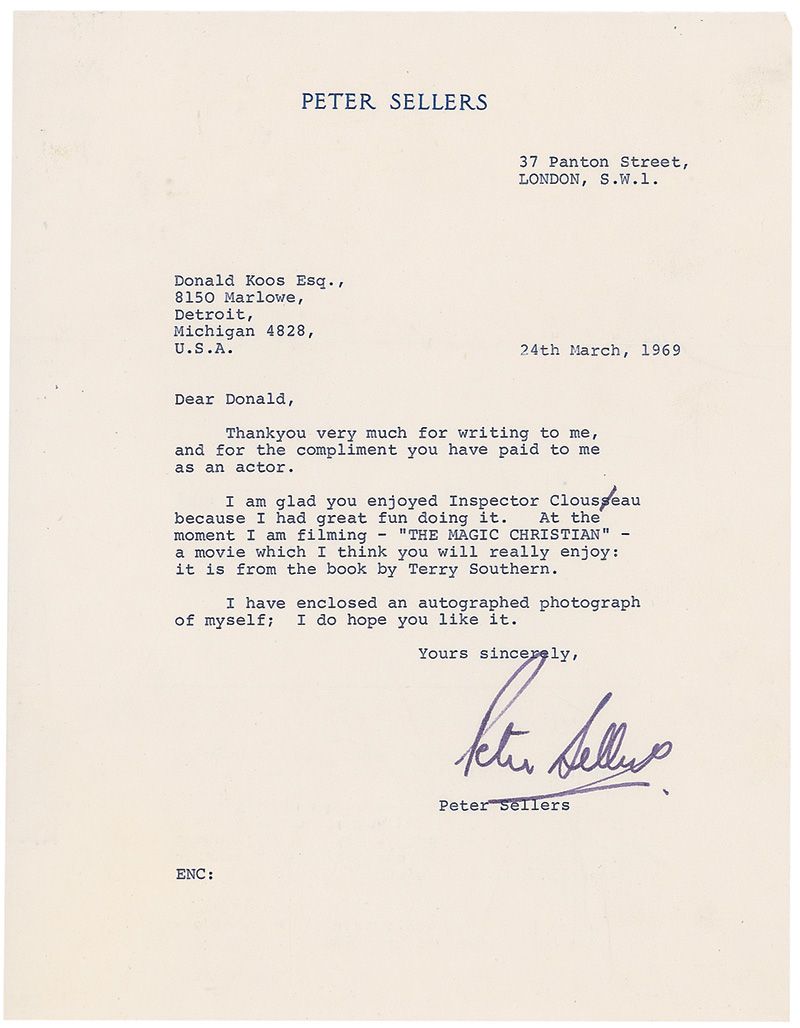 PETER SELLERS
37 Panton Street,
LONDON, S.W.1.
Donald Koos Esq.,
8150 Marlowe,
Detroit,
Michigan 4828,
U.S.A.
24th March, 1969
Dear Donald,
Thankyou very much for writing to me,
and for the compliment you have paid to me
as an actor.
I am glad you enjoyed Inspector Clousseau
because I had great fun doing it. At the
moment I am filming - "THE MAGIC CHRISTIAN" -
a movie which I think you will really enjoy:
it is from the book by Terry Southern.
I have enclosed an autographed photograph
of myself; I do hope you like it.
Yours sincerely,
Peter Sellers
Peter Sellers
ENC: